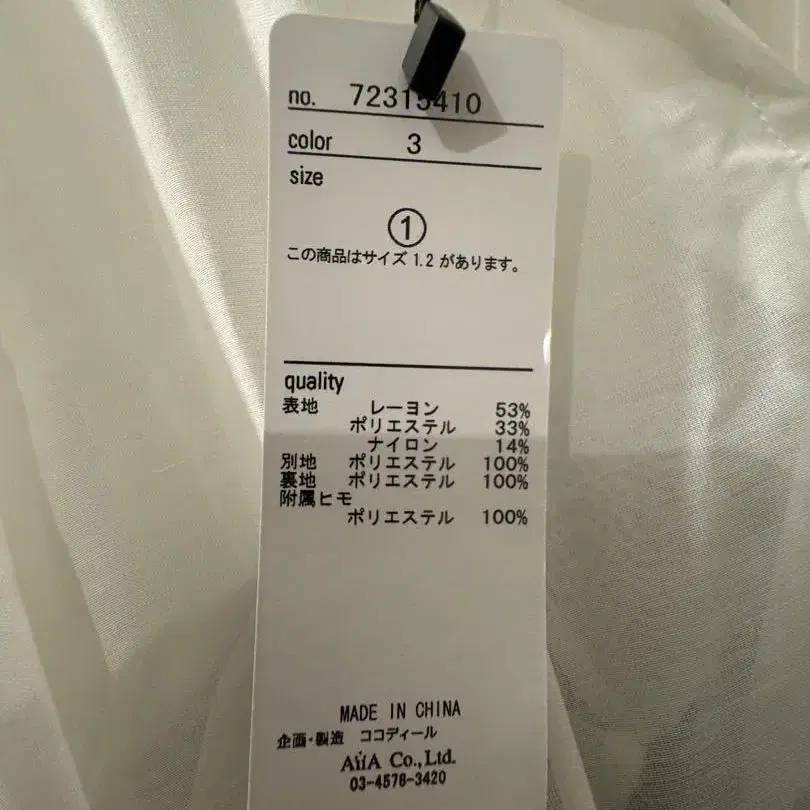 no. 72315410
color 3
size
①
この商品はサイズ 1.2 があります。
quality
表地 レーヨン 53%
ポリエステル 33%
ナイロン 14%
別地 ポリエステル 100%
裏地 ポリエステル 100%
附属ヒモ
ポリエステル 100%
MADE IN CHINA
企画・製造 ココディール
AiiA Co., Ltd.
03-4578-3420